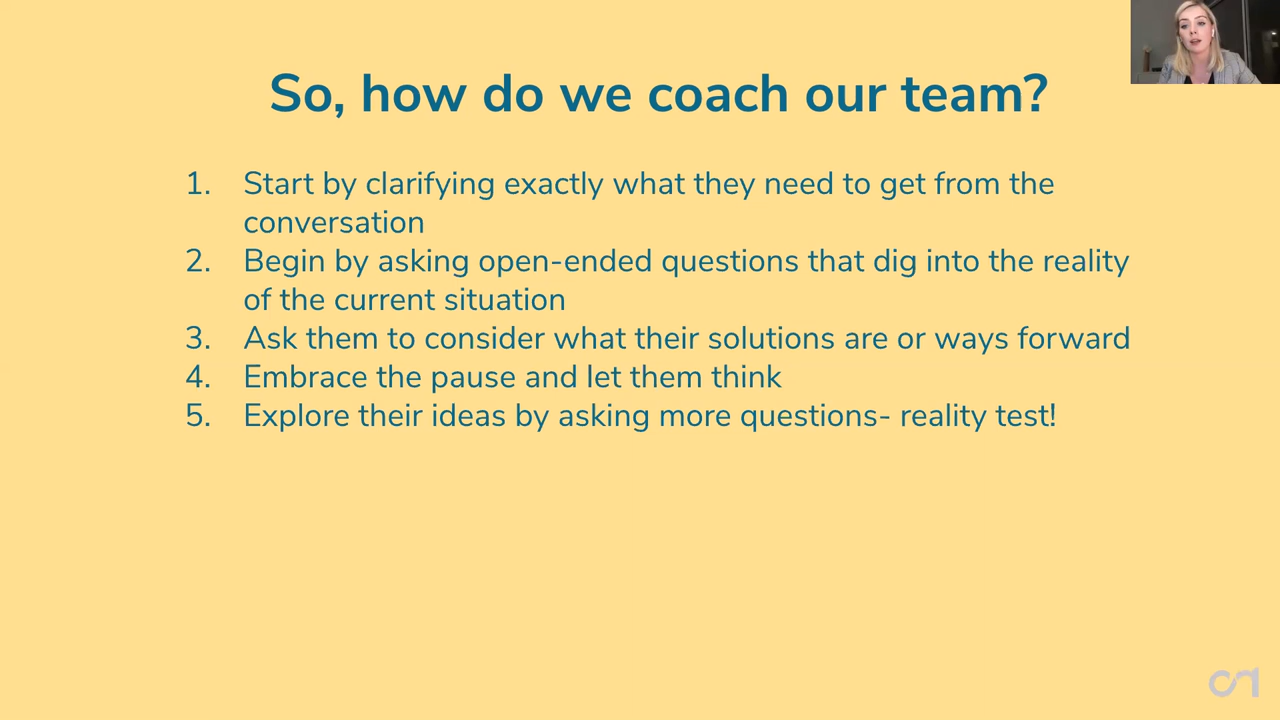 So, how do we coach our team?
1. Start by clarifying exactly what they need to get from the
conversation
2. Begin by asking open-ended questions that dig into the reality
of the current situation
3. Ask them to consider what their solutions are or ways forward
4. Embrace the pause and let them think
5. Explore their ideas by asking more questions- reality test!